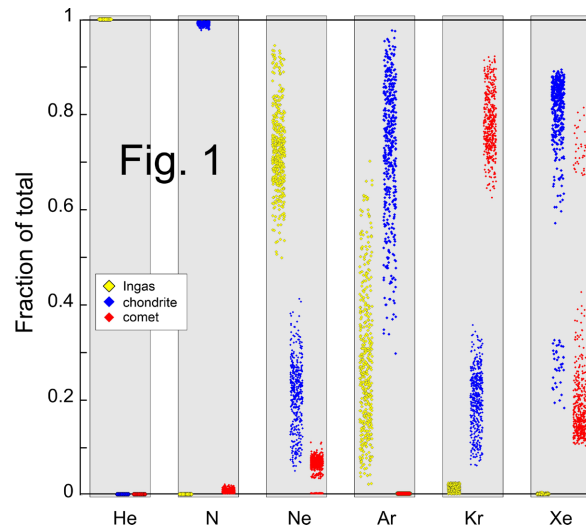 1
0.8
0.6
0.4
0.2
0
Fraction of total
Fig. 1
Ingas
chondrite
comet
He N Ne Ar Kr Xe